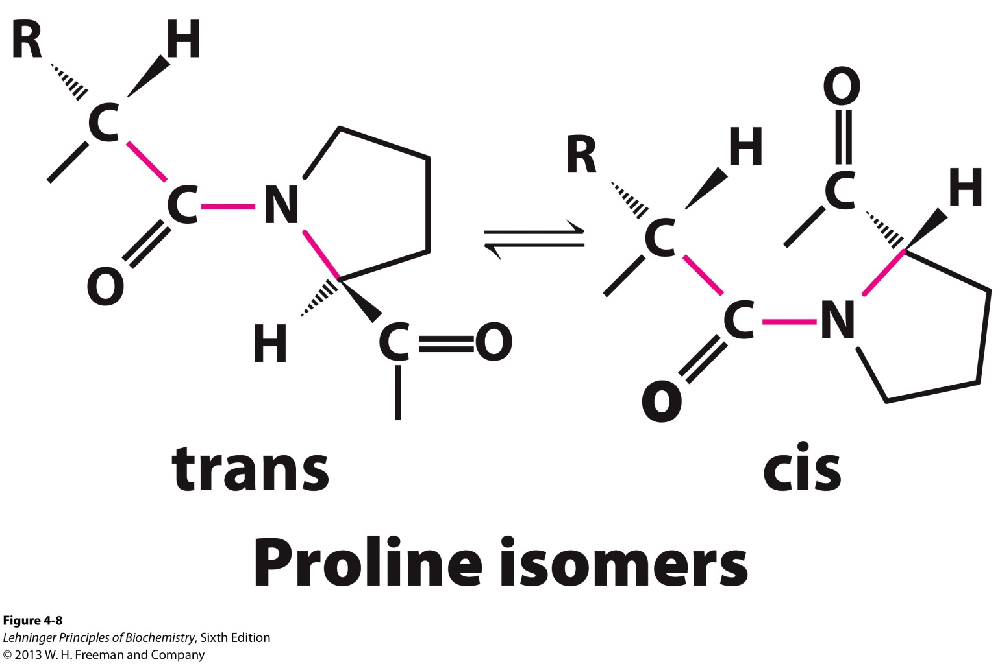 R H
C
C N
O
H C O
O
R H C H
C
C N
O
trans cis
Proline isomers
Figure 4-8
Lehninger Principles of Biochemistry, Sixth Edition
© 2013 W. H. Freeman and Company